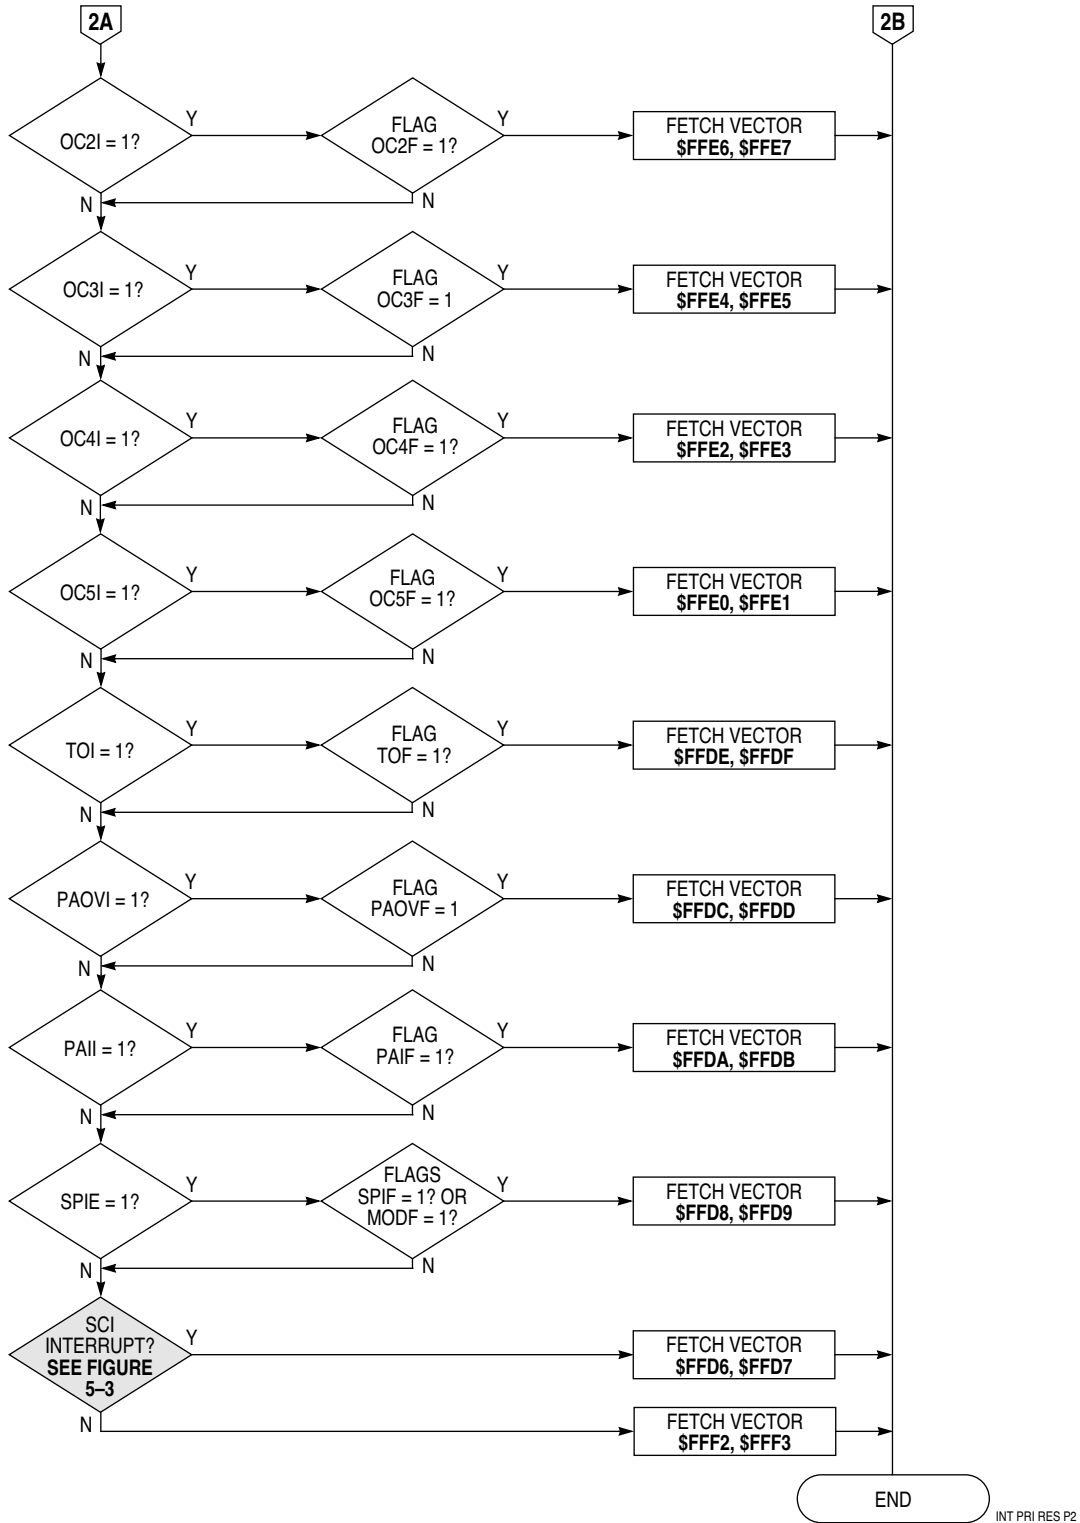 2A
2B
OC2I = 1?
Y
FLAG
OC2F = 1?
Y
FETCH VECTOR
$FFE6, $FFE7
N
N
OC3I = 1?
Y
FLAG
OC3F = 1
Y
FETCH VECTOR
$FFE4, $FFE5
N
N
OC4I = 1?
Y
FLAG
OC4F = 1?
Y
FETCH VECTOR
$FFE2, $FFE3
N
N
OC5I = 1?
Y
FLAG
OC5F = 1?
Y
FETCH VECTOR
$FFE0, $FFE1
N
N
TOI = 1?
Y
FLAG
TOF = 1?
Y
FETCH VECTOR
$FFDE, $FFDF
N
N
PAOVI = 1?
Y
FLAG
PAOVF = 1
Y
FETCH VECTOR
$FFDC, $FFDD
N
N
PAII = 1?
Y
FLAG
PAIF = 1?
Y
FETCH VECTOR
$FFDA, $FFDB
N
N
SPIE = 1?
Y
FLAGS
SPIF = 1? OR
MODF = 1?
Y
FETCH VECTOR
$FFD8, $FFD9
N
N
SCI
INTERRUPT?
SEE FIGURE
5–3
Y
FETCH VECTOR
$FFD6, $FFD7
N
FETCH VECTOR
$FFF2, $FFF3
END
INT PRI RES P2